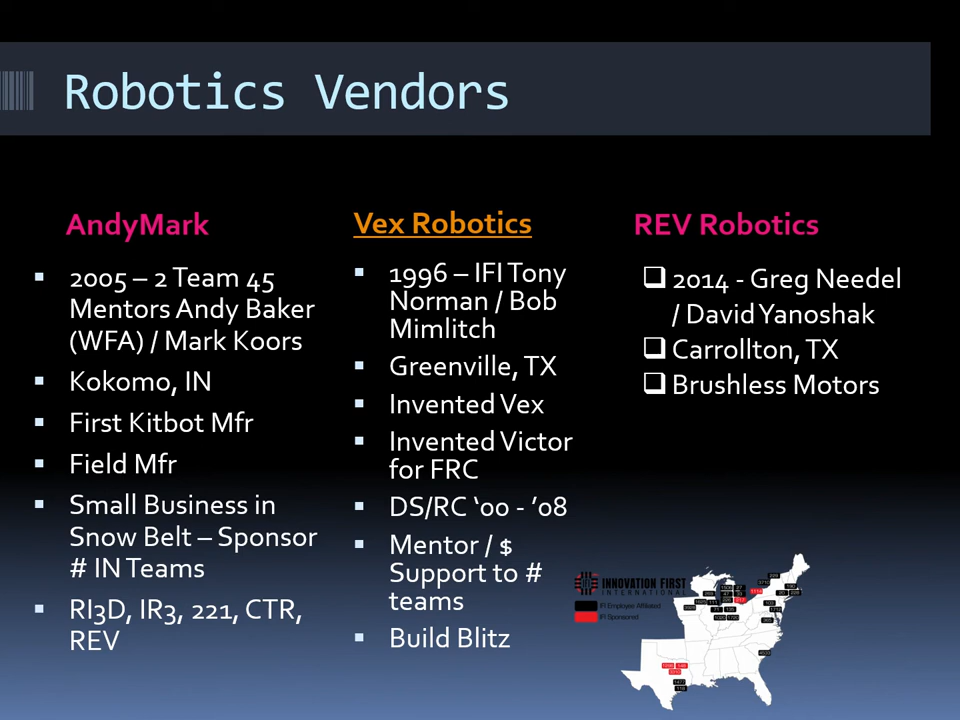 Robotics Vendors
AndyMark
▪ 2005 – 2 Team 45
Mentors Andy Baker
(WFA) / Mark Koors
▪ Kokomo, IN
▪ First Kitbot Mfr
▪ Field Mfr
▪ Small Business in
Snow Belt – Sponsor
# IN Teams
▪ RI3D, IR3, 221, CTR,
REV
Vex Robotics
▪ 1996 – IFI Tony
Norman / Bob
Mimlitch
▪ Greenville, TX
▪ Invented Vex
▪ Invented Victor
for FRC
▪ DS/RC ‘00 - ’08
▪ Mentor / $
Support to #
teams
▪ Build Blitz
REV Robotics
❑ 2014 - Greg Needel
/ David Yanoshak
❑ Carrollton, TX
❑ Brushless Motors
INNOVATION FIRST
INTERNATIONAL
IFI Employee Affiliated
IFI Sponsored